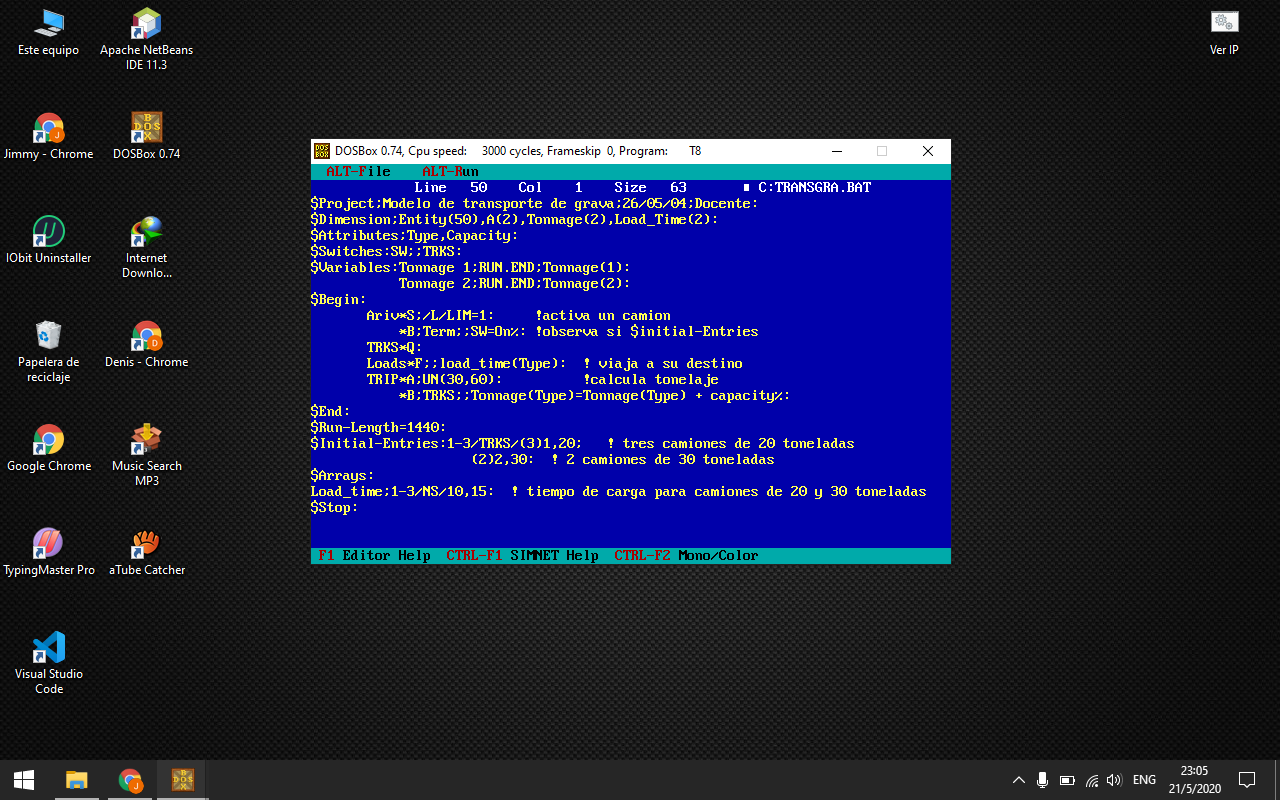 Este equipo
Apache NetBeans
IDE 11.3
Ver IP
Jimmy - Chrome
DOSBox 0.74
IObit Uninstaller
Internet
Downlo...
Papelera de
reciclaje
Denis - Chrome
Google Chrome
Music Search
MP3
TypingMaster Pro
aTube Catcher
Visual Studio
Code
DOSBox 0.74, Cpu speed: 3000 cycles, Frameskip 0, Program: T8
ALT-File ALT-Run
Line 50 Col 1 Size 63 C:TRANSGRA.BAT
$Project;Modelo de transporte de grava;26/05/04;Docente:
$Dimension;Entity(50),A(2),Tonnage(2),Load_Time(2):
$Attributes;Type,Capacity:
$Switches:SW;;TRKS:
$Variables:Tonnage 1;RUN.END;Tonnage(1):
Tonnage 2;RUN.END;Tonnage(2):
$Begin:
Ariv*S;/L/LIM=1: !activa un camion
*B;Term;;SW=On%: !observa si $initial-Entries
TRKS*Q:
Loads*F;;load_time(Type): ! viaja a su destino
TRIP*A;UN(30,60): !calcula tonelaje
*B;TRKS;;Tonnage(Type)=Tonnage(Type) + capacity%:
$End:
$Run-Length=1440:
$Initial-Entries:1-3/TRKS/(3)1,20; ! tres camiones de 20 toneladas
(2)2,30: ! 2 camiones de 30 toneladas
$Arrays:
Load_time;1-3/NS/10,15: ! tiempo de carga para camiones de 20 y 30 toneladas
$Stop:
F1 Editor Help CTRL-F1 SIMNET Help CTRL-F2 Mono/Color
ENG
23:05
21/5/2020